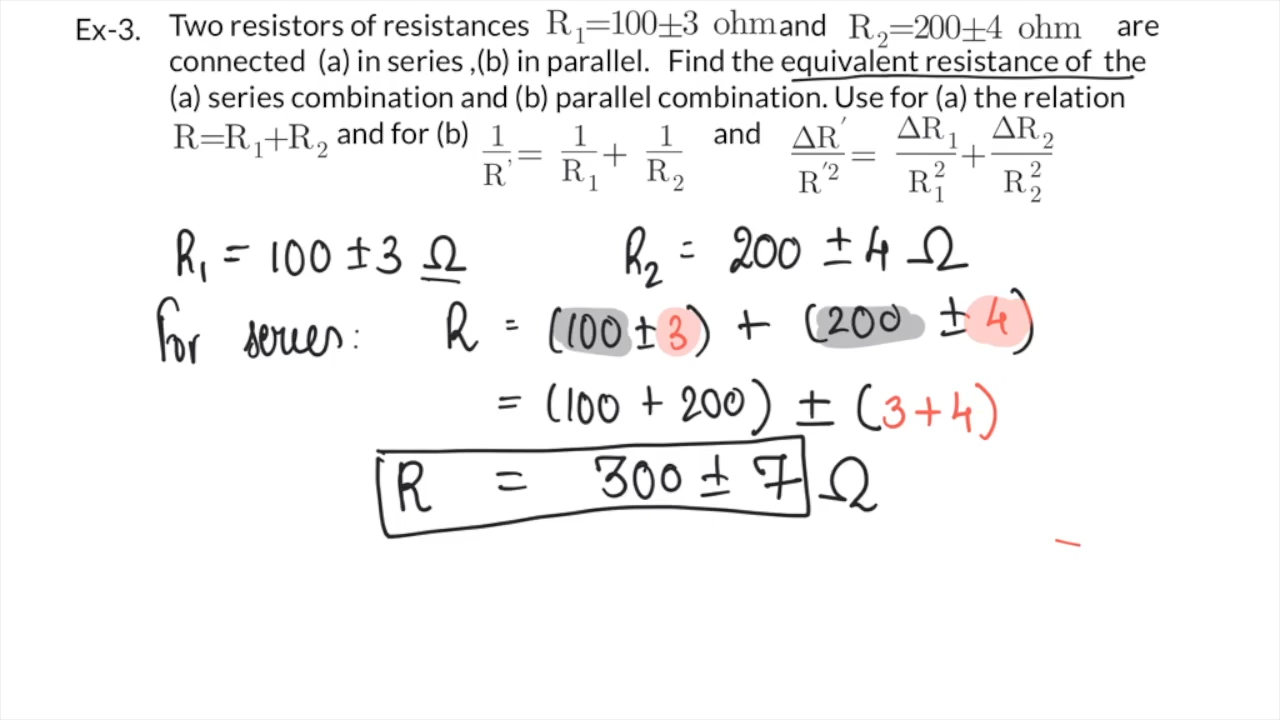 Ex-3. Two resistors of resistances R₁=100±3 ohm and R₂=200±4 ohm are
connected (a) in series ,(b) in parallel. Find the equivalent resistance of the
(a) series combination and (b) parallel combination. Use for (a) the relation
R=R₁+R₂ and for (b) 1/R' = 1/R₁ + 1/R₂ and ΔR'/R'² = ΔR₁/R₁² + ΔR₂/R₂²
R₁ = 100 ±3 Ω R₂ = 200 ±4 Ω
For series: R = (100 ±3) + (200 ±4)
= (100 + 200) ± (3+4)
R = 300 ± 7 Ω